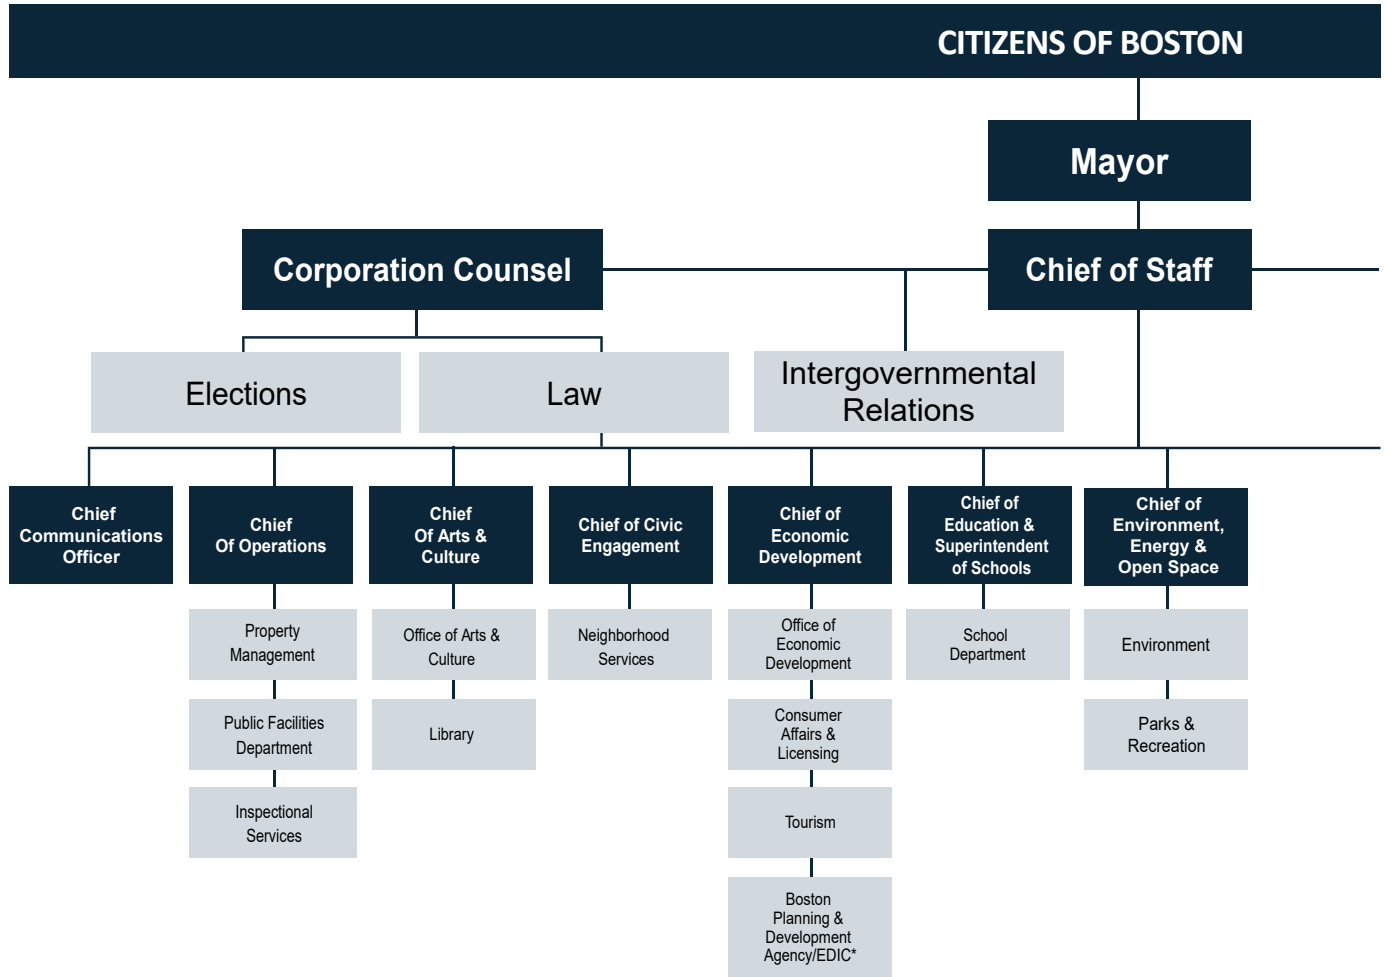 CITIZENS OF BOSTON
Mayor
Corporation Counsel
Chief of Staff
Elections
Law
Intergovernmental
Relations
Chief
Communications
Officer
Chief
Of Operations
Chief
Of Arts &
Culture
Chief of Civic
Engagement
Chief of
Economic
Development
Chief of
Education &
Superintendent
of Schools
Chief of
Environment,
Energy &
Open Space
Property
Management
Office of Arts &
Culture
Neighborhood
Services
Office of
Economic
Development
School
Department
Environment
Public Facilities
Department
Library
Consumer
Affairs &
Licensing
Parks &
Recreation
Inspectional
Services
Tourism
Boston
Planning &
Development
Agency/EDIC*